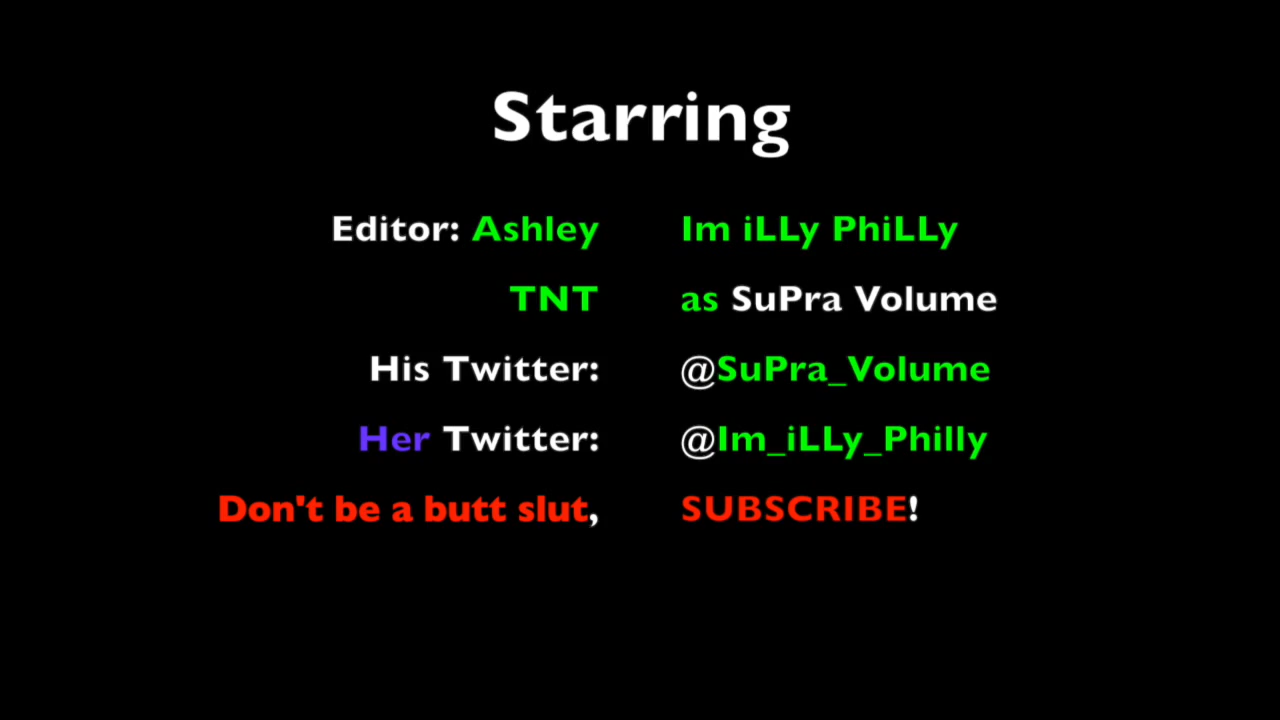 Starring
Editor: Ashley Im iLLy PhiLLy
TNT as SuPra Volume
His Twitter: @SuPra_Volume
Her Twitter: @Im_iLLy_Philly
Don't be a butt slut, SUBSCRIBE!